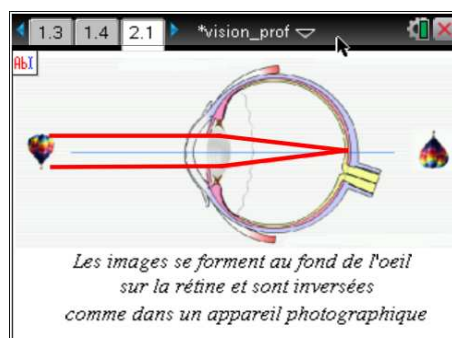 1.3 1.4 2.1 *vision_prof
AbI
Les images se forment au fond de l'oeil
sur la rétine et sont inversées
comme dans un appareil photographique